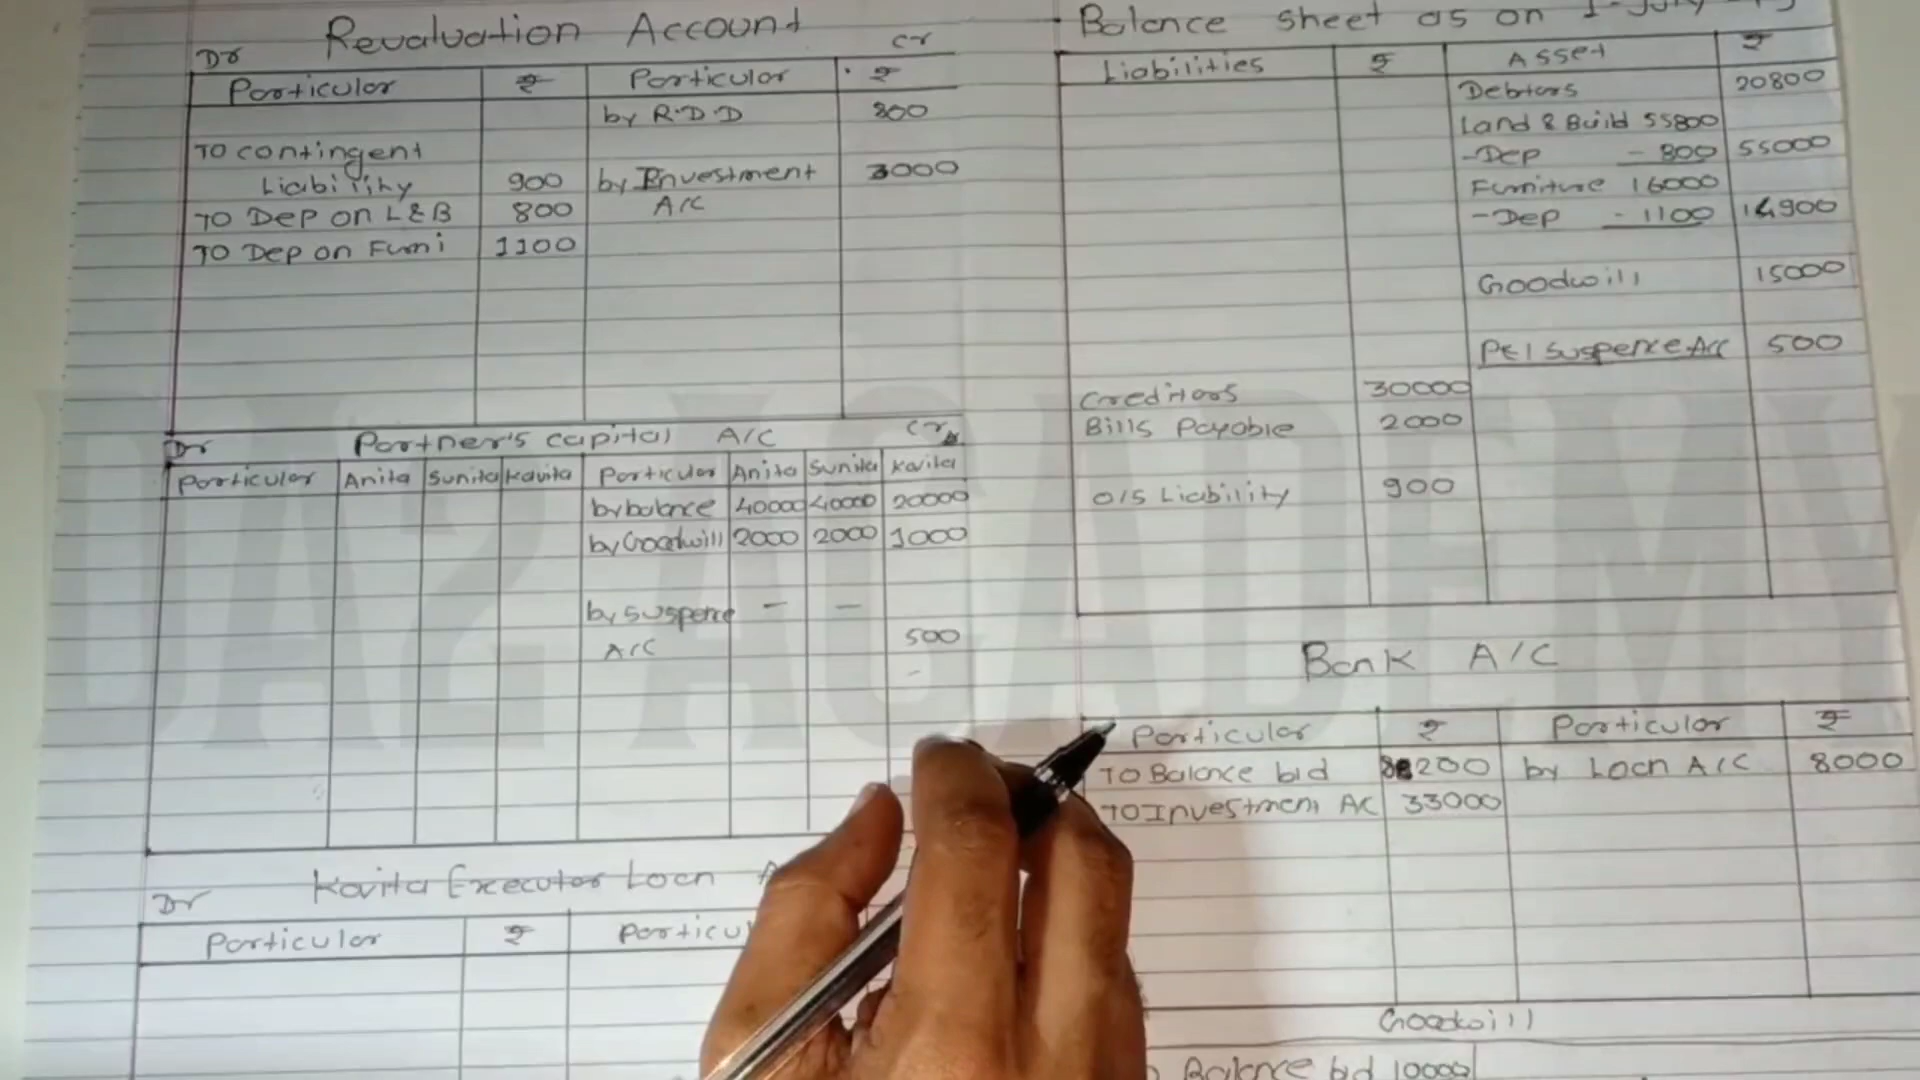 Revaluation Account
Dr Cr
Particular ₹ Particular ₹
by R.D.D 800
To contingent
Liability 900 by Investment 3000
A/C
To Dep on L & B 800
To Dep on Furni 1100
Partner's capital A/C
Dr Cr
Particular Anita Sunita Kavita Particular Anita Sunita Kavita
by balance 40000 40000 20000
by Goodwill 2000 2000 1000
by suspence - -
A/C 500
Kavita Executor Loan
Dr
Particular ₹ Particul
Balance sheet as on 1-July
Liabilities ₹ Asset ₹
Debtors 20800
Land & Build 55800
-Dep - 800 55000
Furniture 16000
-Dep - 1100 14900
Goodwill 15000
P&l Suspence A/c 500
Creditors 30000
Bills Payable 2000
O/S Liability 900
Bank A/C
Particular ₹ Particular ₹
To Balance b/d 200 by Loan A/C 8000
To Investment AC 33000
Goodwill
Balance b/d 10000
DAS ACADEMY